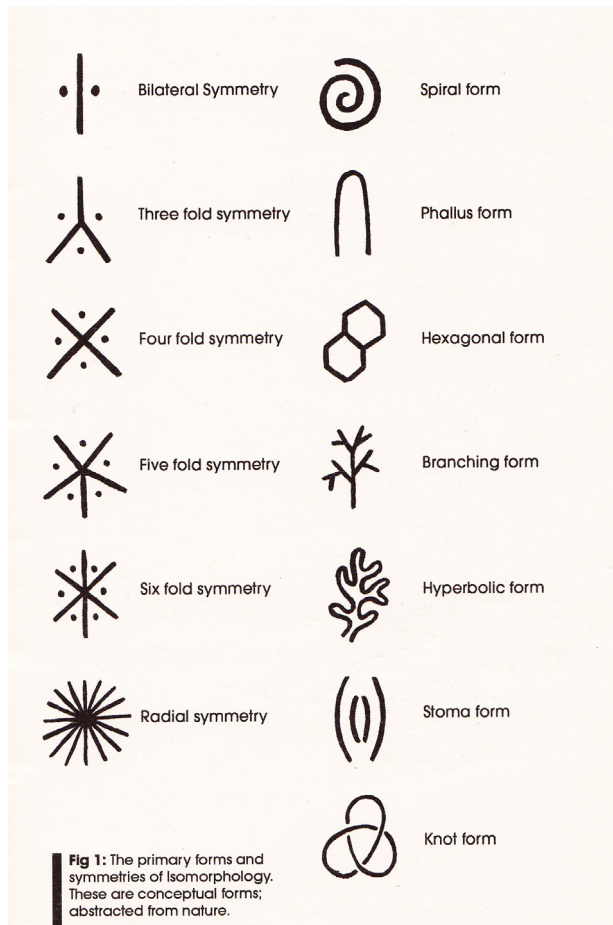 Bilateral Symmetry
Three fold symmetry
Four fold symmetry
Five fold symmetry
Six fold symmetry
Radial symmetry
Spiral form
Phallus form
Hexagonal form
Branching form
Hyperbolic form
Stoma form
Knot form
Fig 1: The primary forms and
symmetries of Isomorphology.
These are conceptual forms;
abstracted from nature.